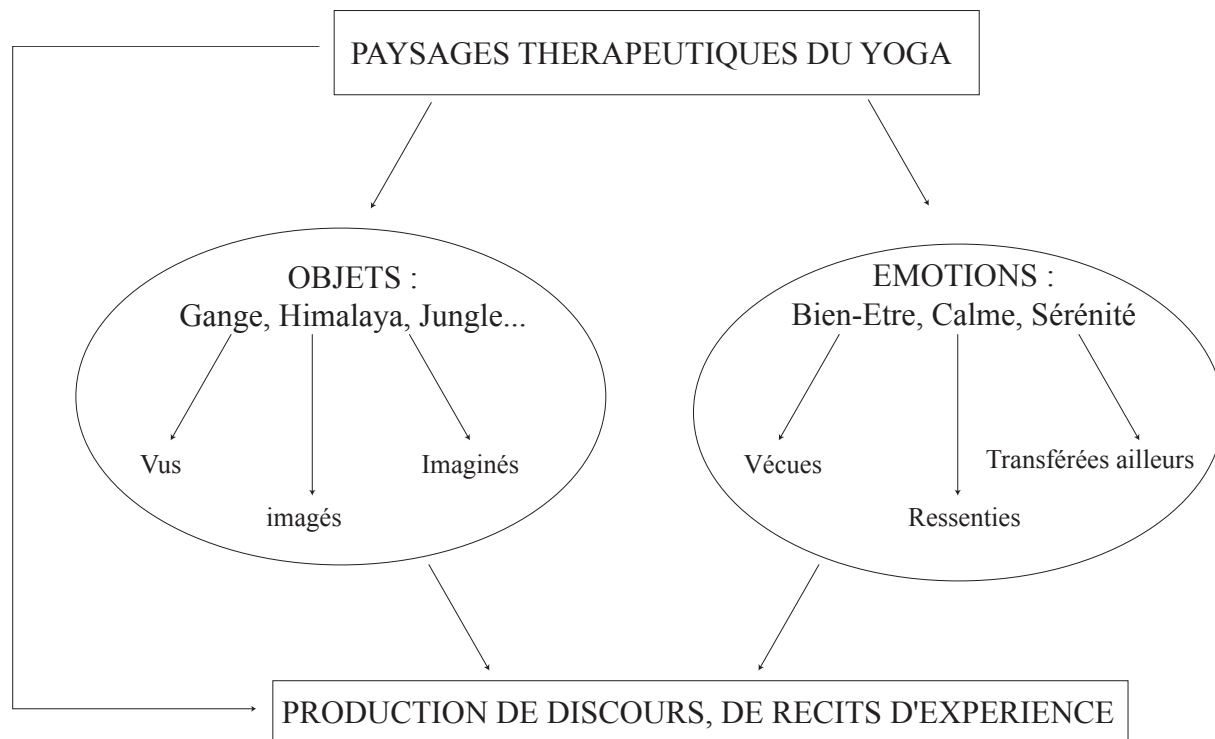 PAYSAGES THERAPEUTIQUES DU YOGA
OBJETS :
Gange, Himalaya, Jungle...
Vus
imagés
Imaginés
EMOTIONS :
Bien-Etre, Calme, Sérénité
Vécues
Ressenties
Transférées ailleurs
PRODUCTION DE DISCOURS, DE RECITS D'EXPERIENCE